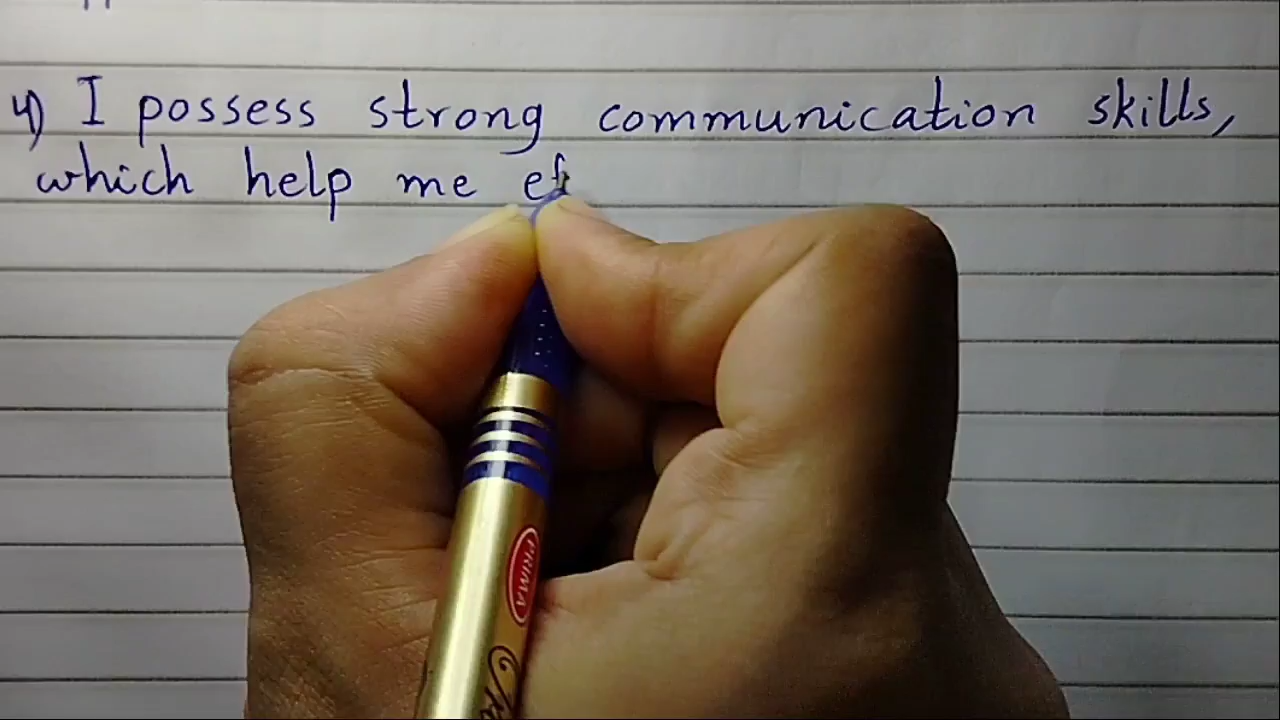 4) I possess strong communication skills,
which help me ef
PRIMA